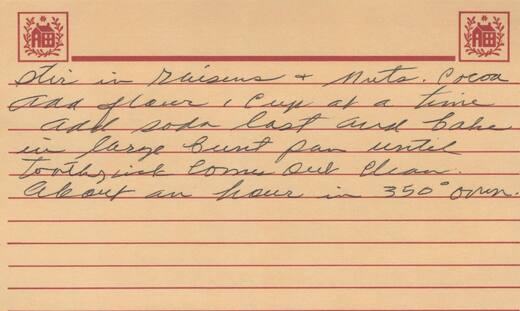 Stir in Raisens + Nuts. Cocoa
add flour 1 Cup at a time
add soda last and bake
in large bunt pan until
toothpick comes out clean.
About an hour in 350° oven.